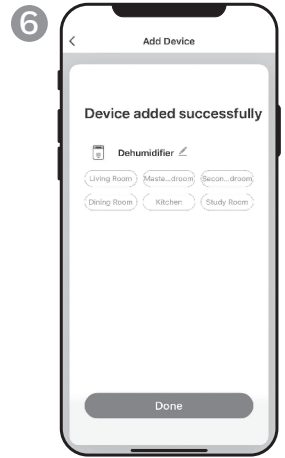 6
Add Device
Device added successfully
Dehumidifier
Living Room Maste...droom Secon...droom
Dining Room Kitchen Study Room
Done